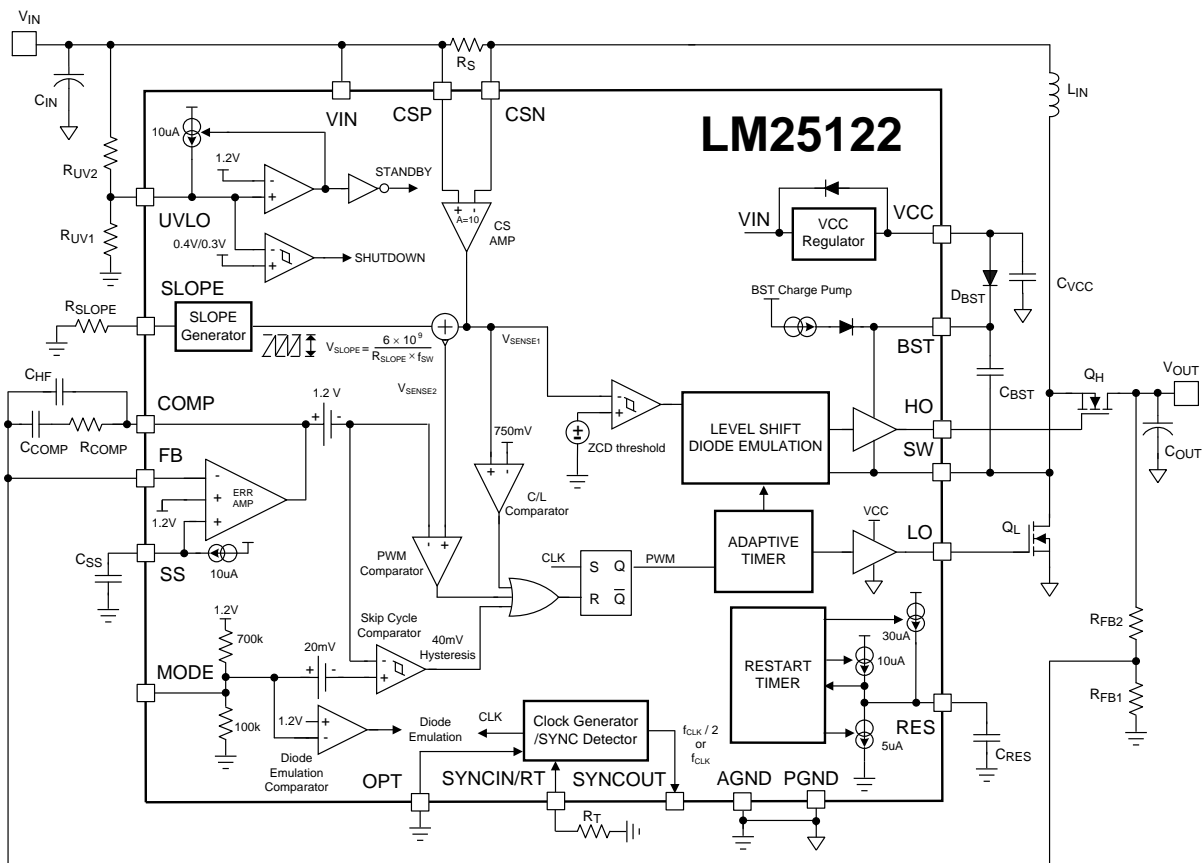 VIN
CIN
RUV2
RUV1
RS
LIN
VIN
CSP
CSN
LM25122
10uA
1.2V
STANDBY
UVLO
0.4V/0.3V
SHUTDOWN
+ -
A=10
CS
AMP
VIN
VCC
Regulator
VCC
DBST
CVCC
BST Charge Pump
BST
CBST
SLOPE
RSLOPE
SLOPE
Generator
VSLOPE = 6 × 10^9 / RSLOPE × fSW
VSENSE1
VSENSE2
CHF
CCOMP
RCOMP
COMP
1.2 V
FB
ERR
AMP
1.2V
SS
CSS
10uA
750mV
C/L
Comparator
PWM
Comparator
ZCD threshold
LEVEL SHIFT
DIODE EMULATION
HO
SW
QH
VOUT
COUT
ADAPTIVE
TIMER
VCC
LO
QL
CLK
S Q
R Q̅
PWM
1.2V
700k
20mV
Skip Cycle
Comparator
40mV
Hysteresis
MODE
100k
1.2V
Diode
Emulation
Comparator
Diode
Emulation
CLK
Clock Generator
/SYNC Detector
fCLK / 2
or
fCLK
RESTART
TIMER
30uA
10uA
5uA
RES
CRES
RFB2
RFB1
OPT
SYNCIN/RT
SYNCOUT
AGND
PGND
RT